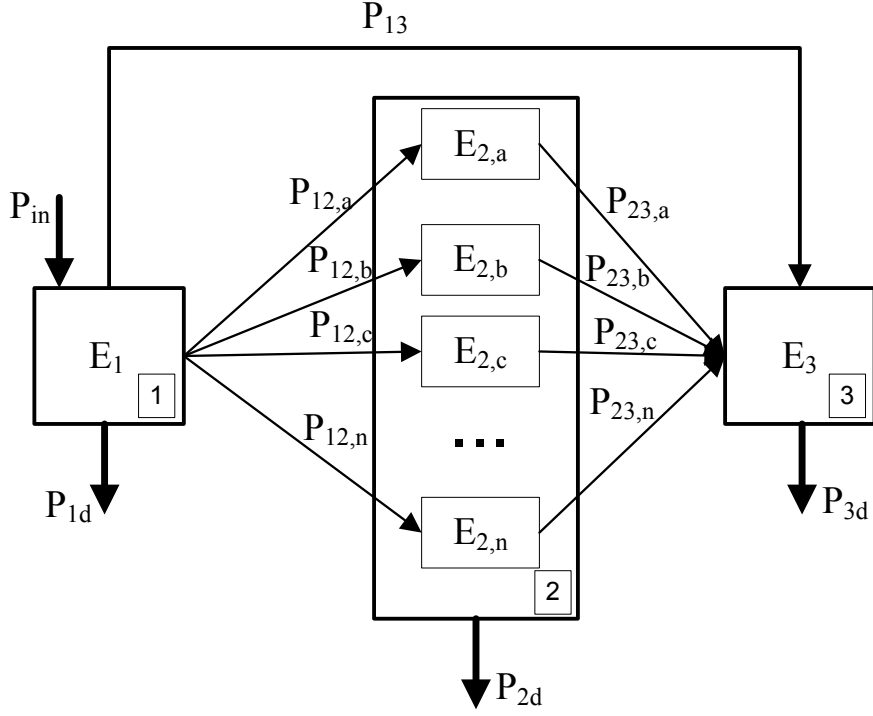 P13
E2,a
P12,a
P23,a
Pin
P12,b
E2,b
P23,b
P12,c
E2,c
P23,c
E1
E3
1
3
P12,n
P23,n
...
P1d
E2,n
P3d
2
P2d